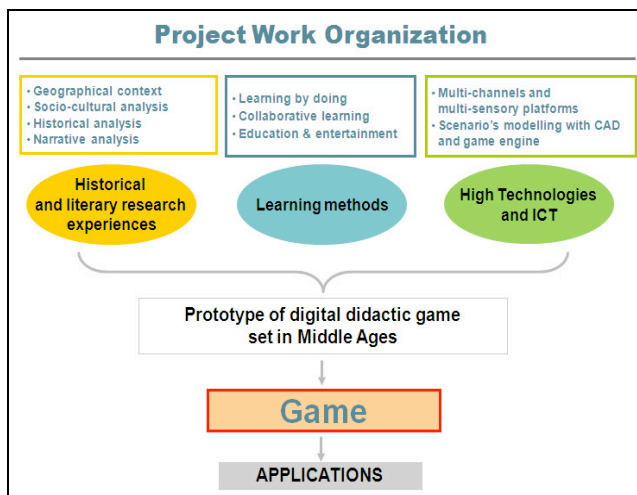 Project Work Organization
• Geographical context
• Socio-cultural analysis
• Historical analysis
• Narrative analysis
• Learning by doing
• Collaborative learning
• Education & entertainment
• Multi-channels and
multi-sensory platforms
• Scenario's modelling with CAD
and game engine
Historical
and literary research
experiences
Learning methods
High Technologies
and ICT
Prototype of digital didactic game
set in Middle Ages
Game
APPLICATIONS